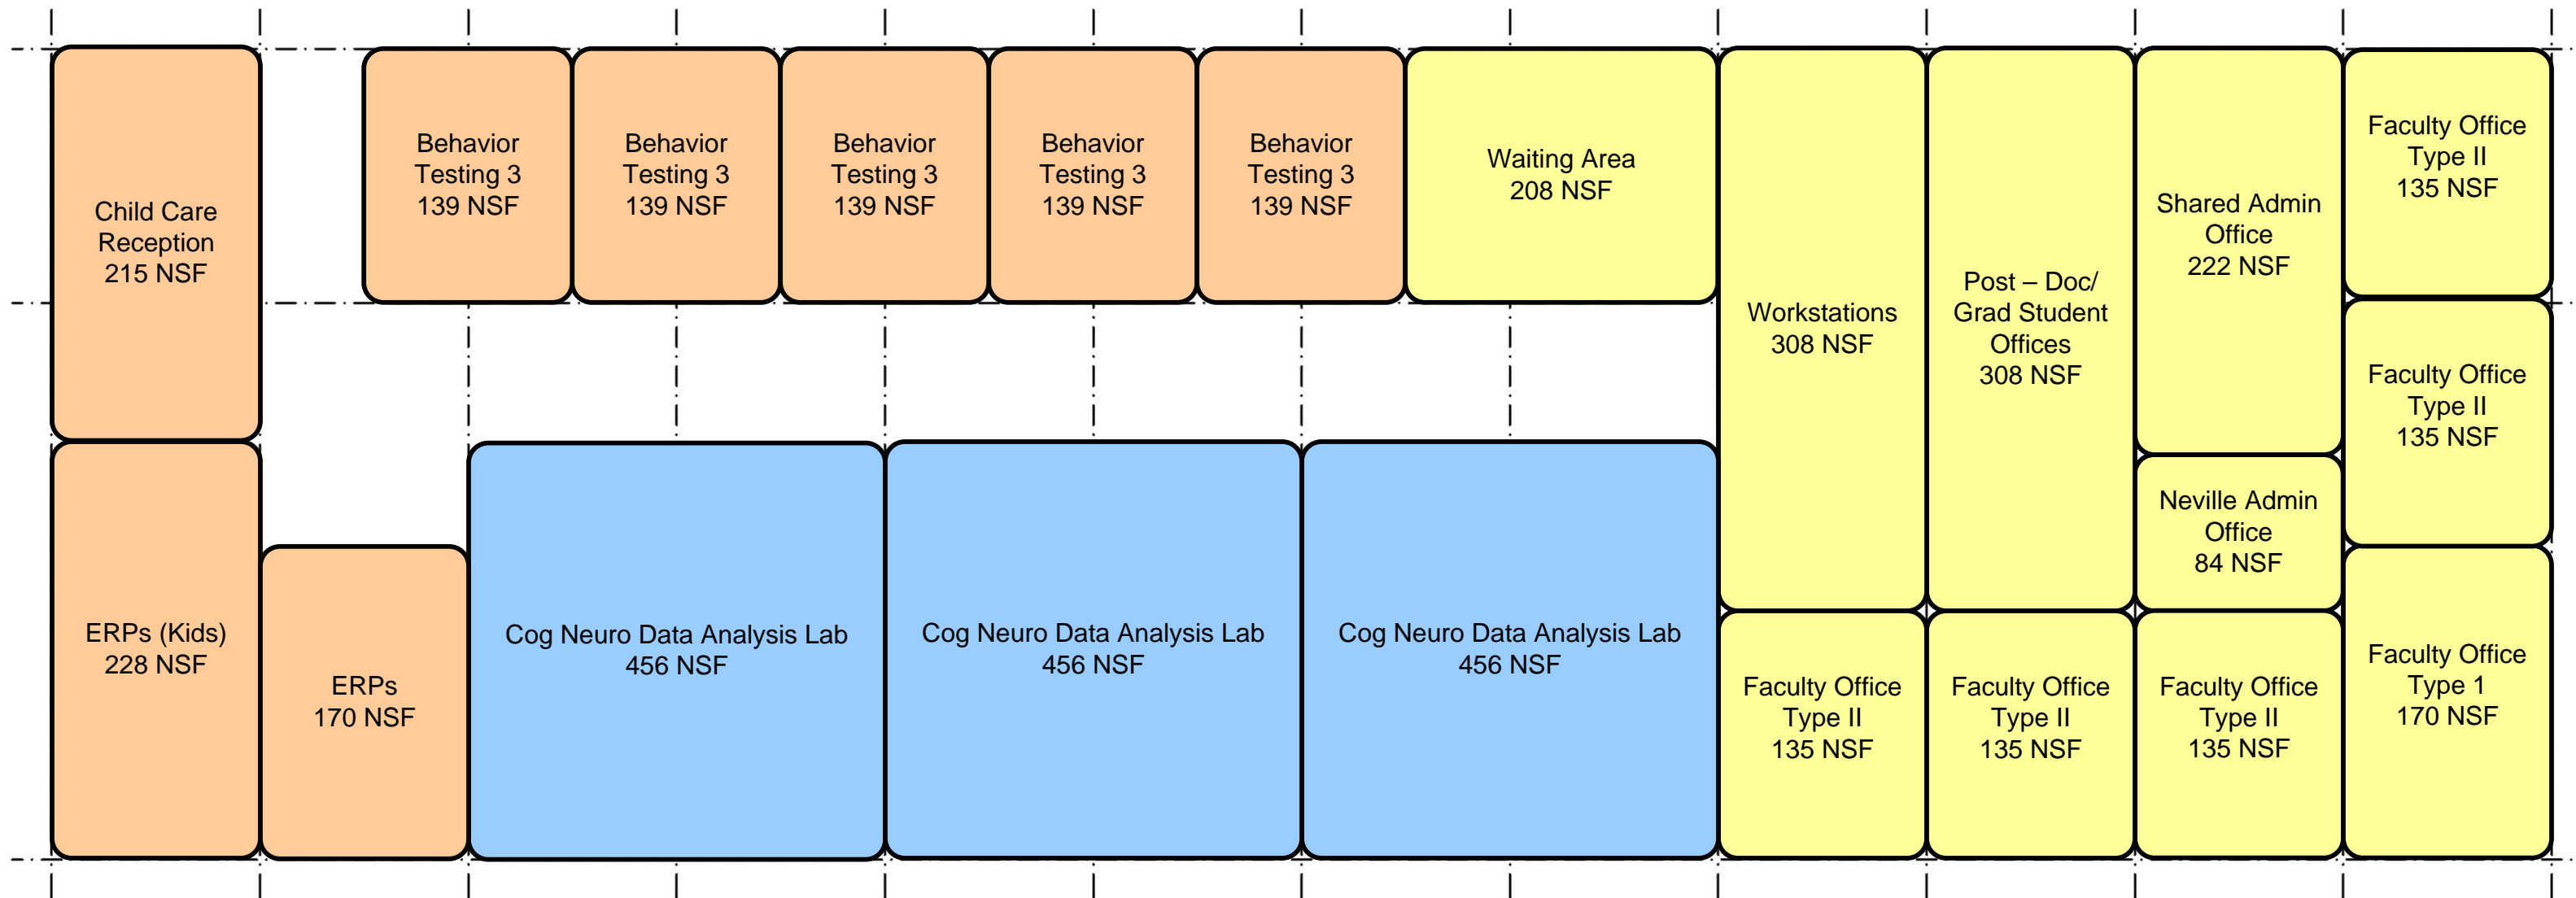 Child Care
Reception
215 NSF
Behavior
Testing 3
139 NSF
Behavior
Testing 3
139 NSF
Behavior
Testing 3
139 NSF
Behavior
Testing 3
139 NSF
Behavior
Testing 3
139 NSF
Waiting Area
208 NSF
Workstations
308 NSF
Post – Doc/
Grad Student
Offices
308 NSF
Shared Admin
Office
222 NSF
Faculty Office
Type II
135 NSF
Faculty Office
Type II
135 NSF
Neville Admin
Office
84 NSF
ERPs (Kids)
228 NSF
ERPs
170 NSF
Cog Neuro Data Analysis Lab
456 NSF
Cog Neuro Data Analysis Lab
456 NSF
Cog Neuro Data Analysis Lab
456 NSF
Faculty Office
Type II
135 NSF
Faculty Office
Type II
135 NSF
Faculty Office
Type II
135 NSF
Faculty Office
Type 1
170 NSF